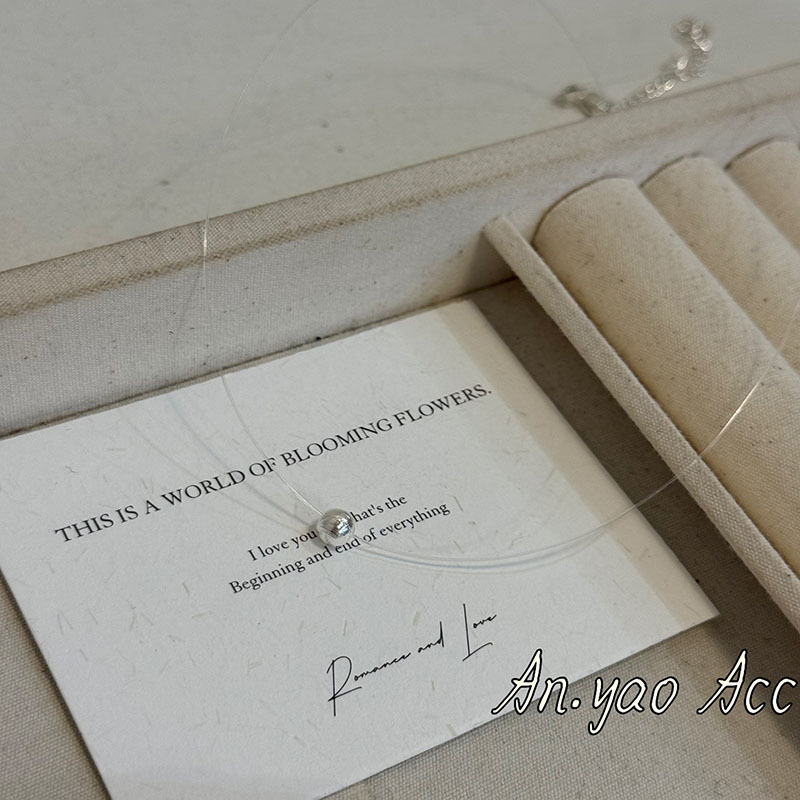 THIS IS A WORLD OF BLOOMING FLOWERS.
I love you hat's the
Beginning and end of everything
Romance and Love
An.yao Acc